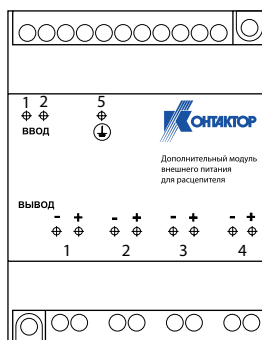 1 2 5
ВВОД
КОНТАКТОР
Дополнительный модуль
внешнего питания
для расцепителя
ВЫВОД
- + - + - + - +
1 2 3 4